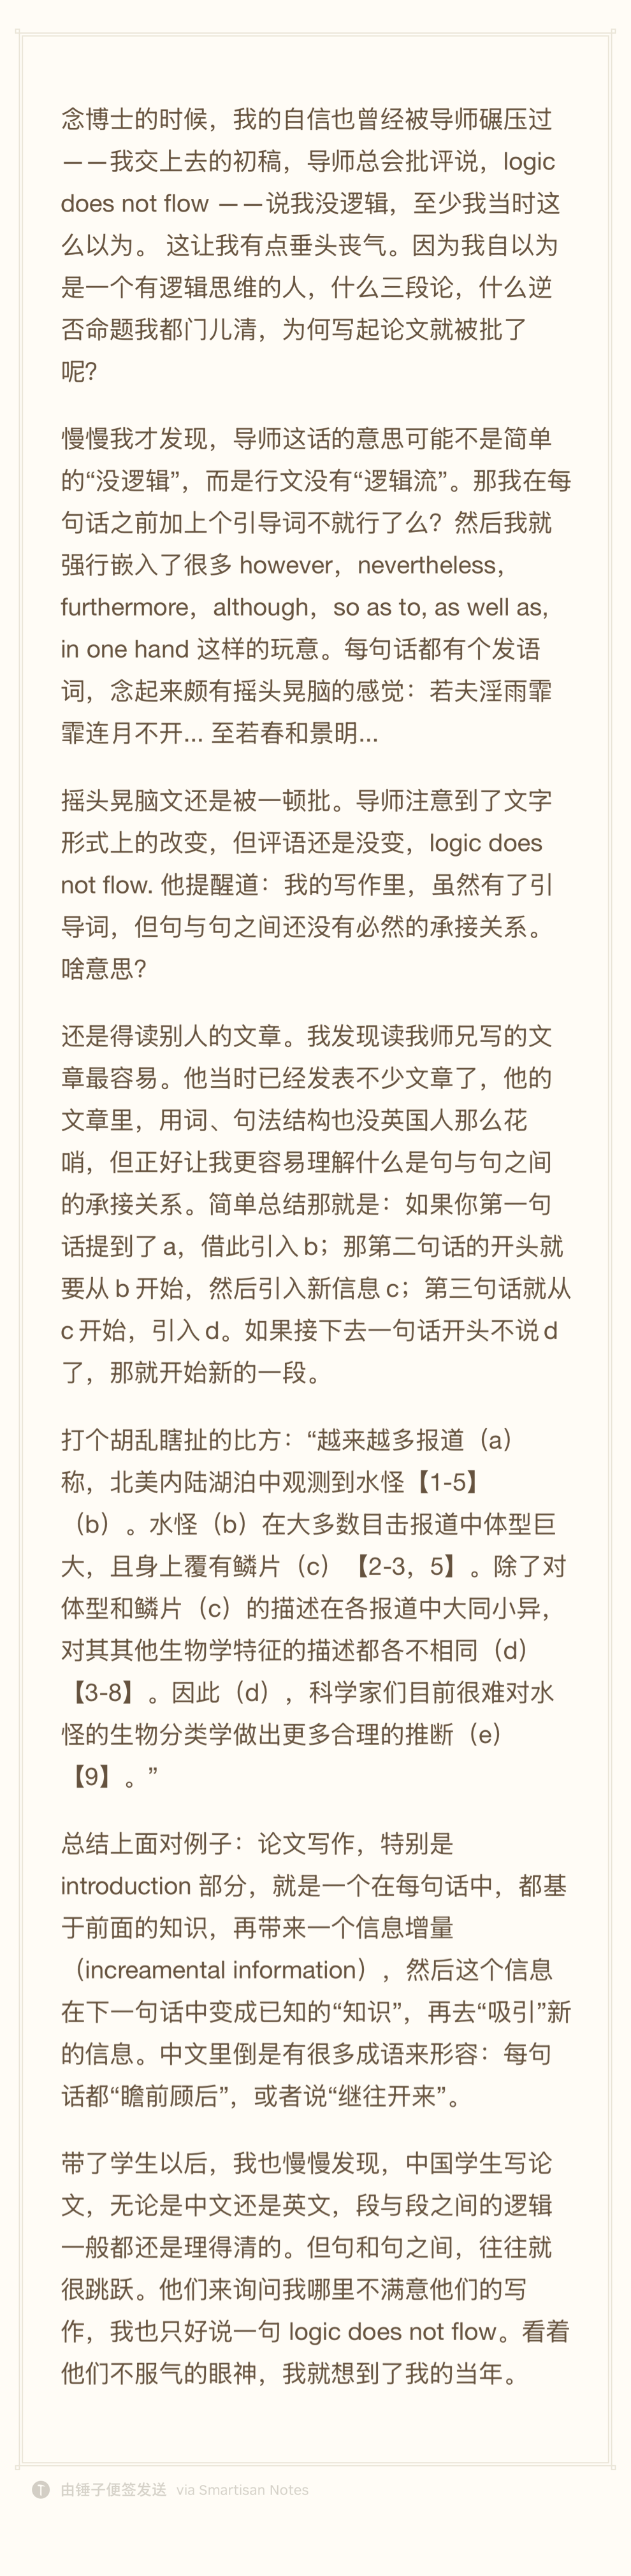 念博士的时候，我的自信也曾经被导师碾压过
——我交上去的初稿，导师总会批评说，logic
does not flow ——说我没逻辑，至少我当时这
么以为。 这让我有点垂头丧气。因为我自以为
是一个有逻辑思维的人，什么三段论，什么逆
否命题我都门儿清，为何写起论文就被批了
呢？
慢慢我才发现，导师这话的意思可能不是简单
的“没逻辑”，而是行文没有“逻辑流”。那我在每
句话之前加上个引导词不就行了么？然后我就
强行嵌入了很多 however，nevertheless，
furthermore，although，so as to, as well as,
in one hand 这样的玩意。每句话都有个发语
词，念起来颇有摇头晃脑的感觉：若夫淫雨霏
霏连月不开... 至若春和景明...
摇头晃脑文还是被一顿批。导师注意到了文字
形式上的改变，但评语还是没变，logic does
not flow. 他提醒道：我的写作里，虽然有了引
导词，但句与句之间还没有必然的承接关系。
啥意思？
还是得读别人的文章。我发现读我师兄写的文
章最容易。他当时已经发表不少文章了，他的
文章里，用词、句法结构也没英国人那么花
哨，但正好让我更容易理解什么是句与句之间
的承接关系。简单总结那就是：如果你第一句
话提到了 a，借此引入 b；那第二句话的开头就
要从 b 开始，然后引入新信息 c；第三句话就从
c 开始，引入 d。如果接下去一句话开头不说 d
了，那就开始新的一段。
打个胡乱瞎扯的比方：“越来越多报道（a）
称，北美内陆湖泊中观测到水怪【1-5】
（b）。水怪（b）在大多数目击报道中体型巨
大，且身上覆有鳞片（c）【2-3，5】。除了对
体型和鳞片（c）的描述在各报道中大同小异，
对其其他生物学特征的描述都各不相同（d）
【3-8】。因此（d），科学家们目前很难对水
怪的生物分类学做出更多合理的推断（e）
【9】。”
总结上面对例子：论文写作，特别是
introduction 部分，就是一个在每句话中，都基
于前面的知识，再带来一个信息增量
（increamental information），然后这个信息
在下一句话中变成已知的“知识”，再去“吸引”新
的信息。中文里倒是有很多成语来形容：每句
话都“瞻前顾后”，或者说“继往开来”。
带了学生以后，我也慢慢发现，中国学生写论
文，无论是中文还是英文，段与段之间的逻辑
一般都还是理得清的。但句和句之间，往往就
很跳跃。他们来询问我哪里不满意他们的写
作，我也只好说一句 logic does not flow。看着
他们不服气的眼神，我就想到了我的当年。
T 由锤子便签发送 via Smartisan Notes